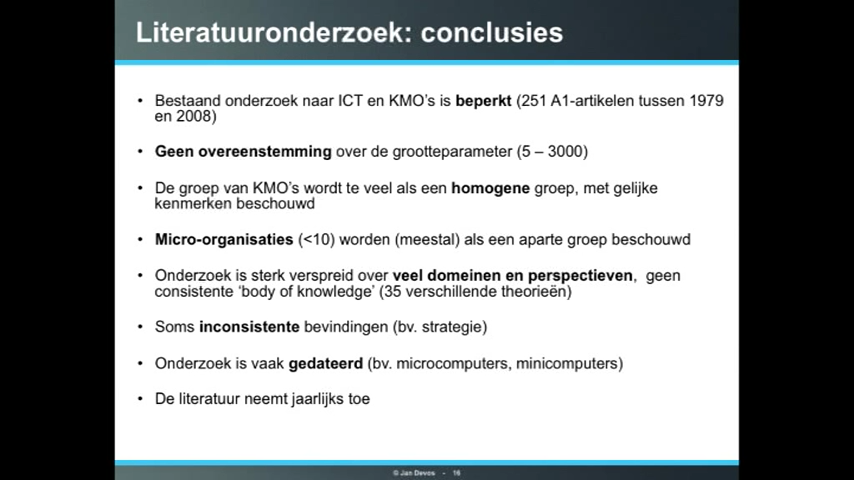 Literatuuronderzoek: conclusies
• Bestaand onderzoek naar ICT en KMO's is beperkt (251 A1-artikelen tussen 1979
en 2008)
• Geen overeenstemming over de grootteparameter (5 – 3000)
• De groep van KMO's wordt te veel als een homogene groep, met gelijke
kenmerken beschouwd
• Micro-organisaties (<10) worden (meestal) als een aparte groep beschouwd
• Onderzoek is sterk verspreid over veel domeinen en perspectieven, geen
consistente 'body of knowledge' (35 verschillende theorieën)
• Soms inconsistente bevindingen (bv. strategie)
• Onderzoek is vaak gedateerd (bv. microcomputers, minicomputers)
• De literatuur neemt jaarlijks toe
© Jan Devos - 16